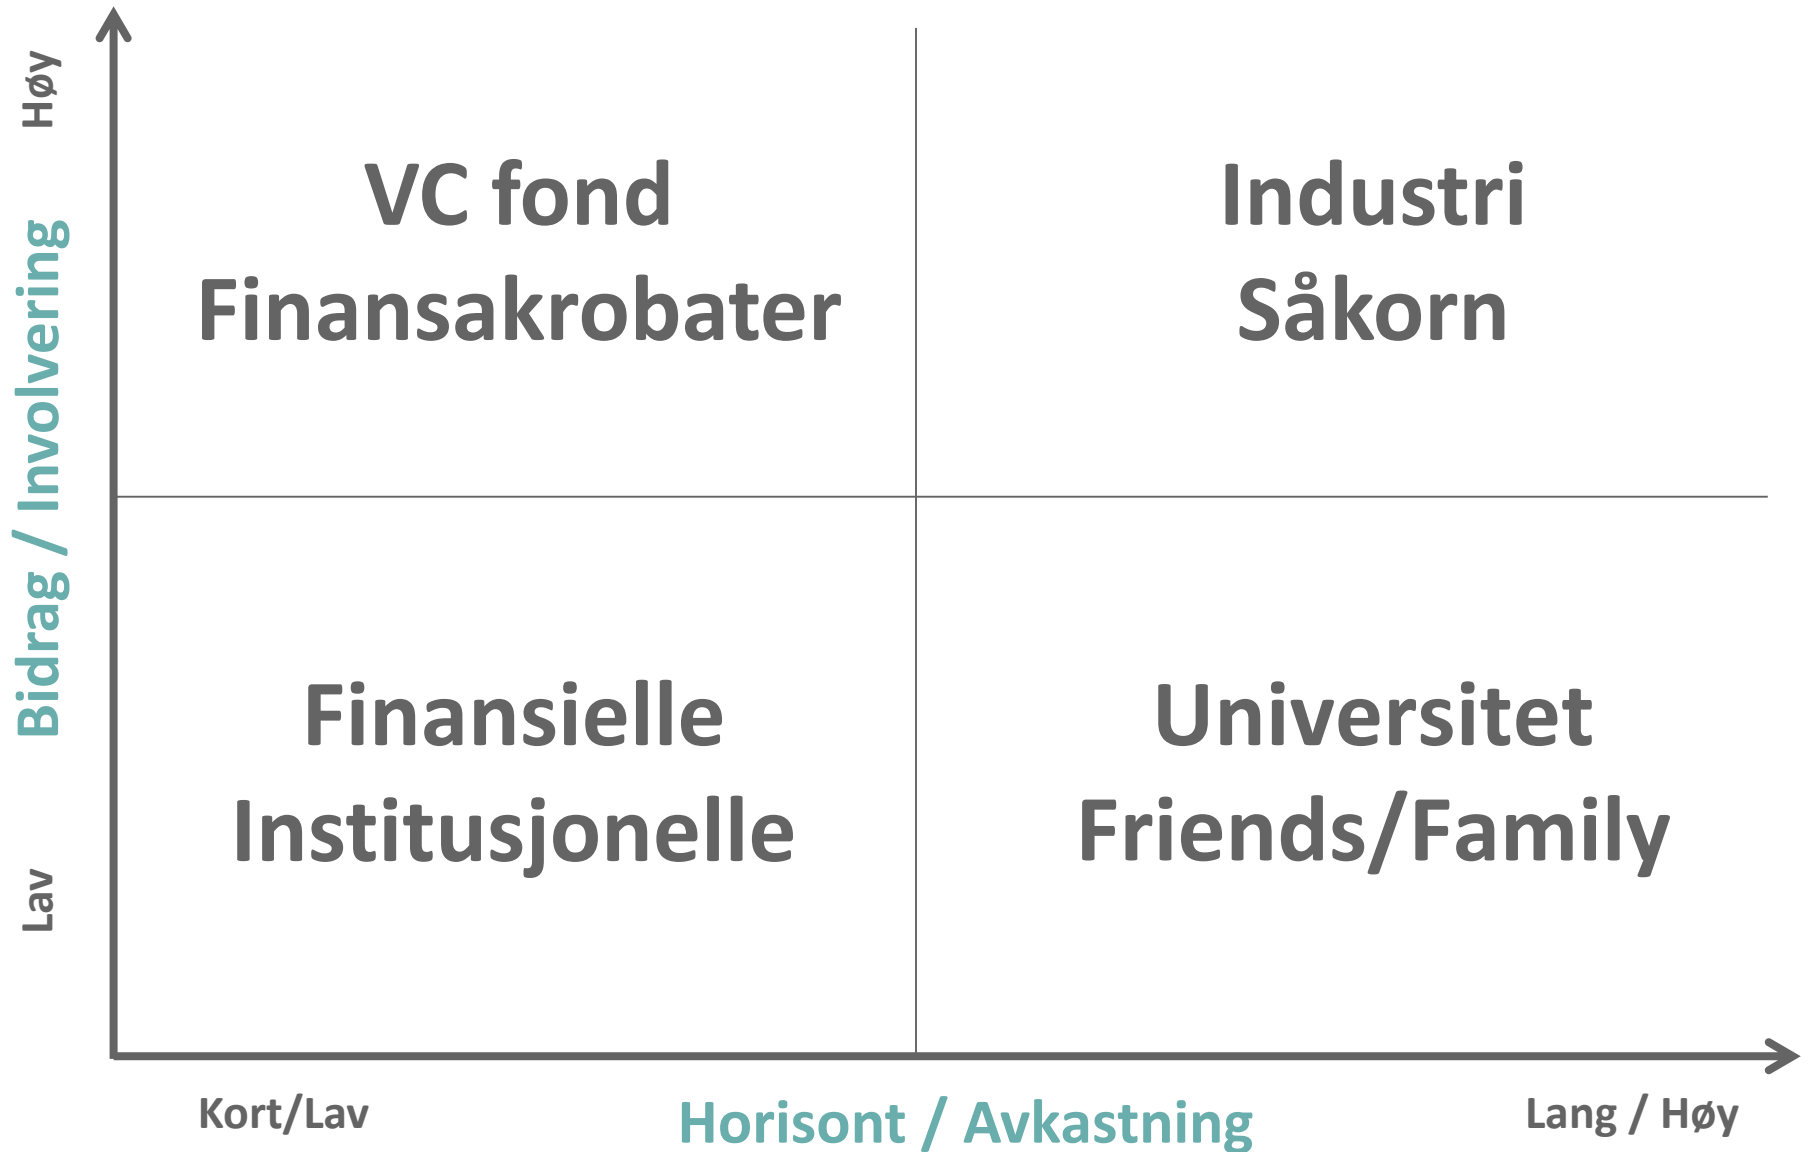 Høy
Bidrag / Involvering
Lav
VC fond
Finansakrobater
Industri
Såkorn
Finansielle
Institusjonelle
Universitet
Friends/Family
Kort/Lav
Horisont / Avkastning
Lang / Høy